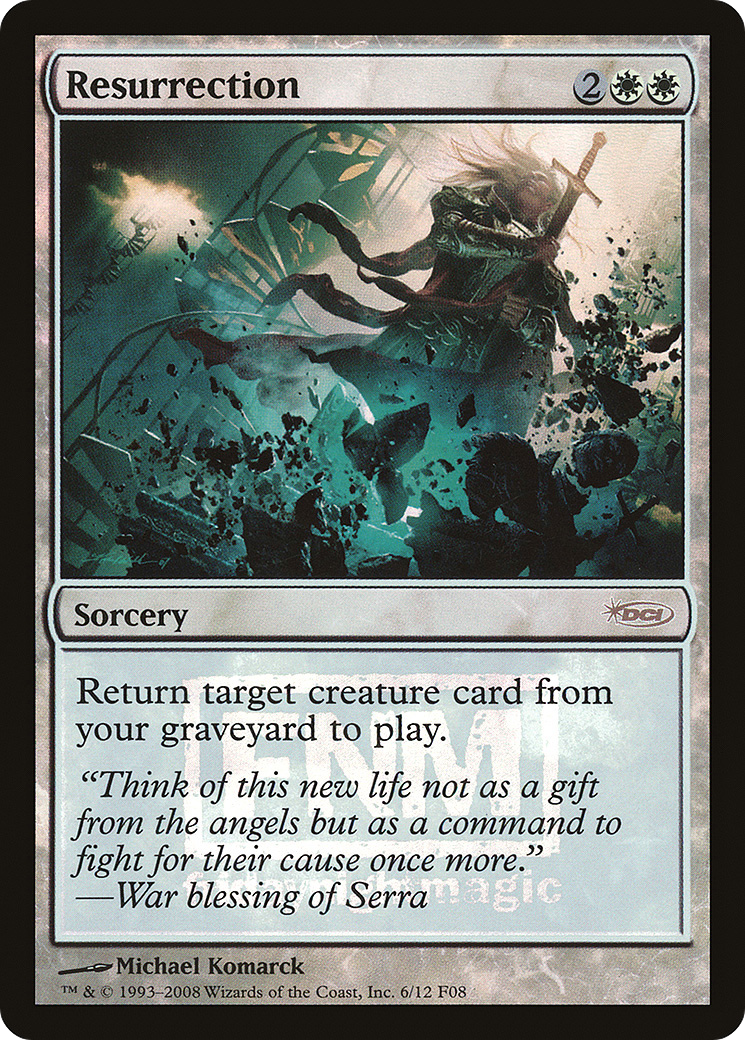 Resurrection 2
Sorcery DCI
Return target creature card from
your graveyard to play.
FNM
"Think of this new life not as a gift
from the angels but as a command to
fight for their cause once more."
—War blessing of Serra
magic
Michael Komarck
™ & © 1993–2008 Wizards of the Coast, Inc. 6/12 F08